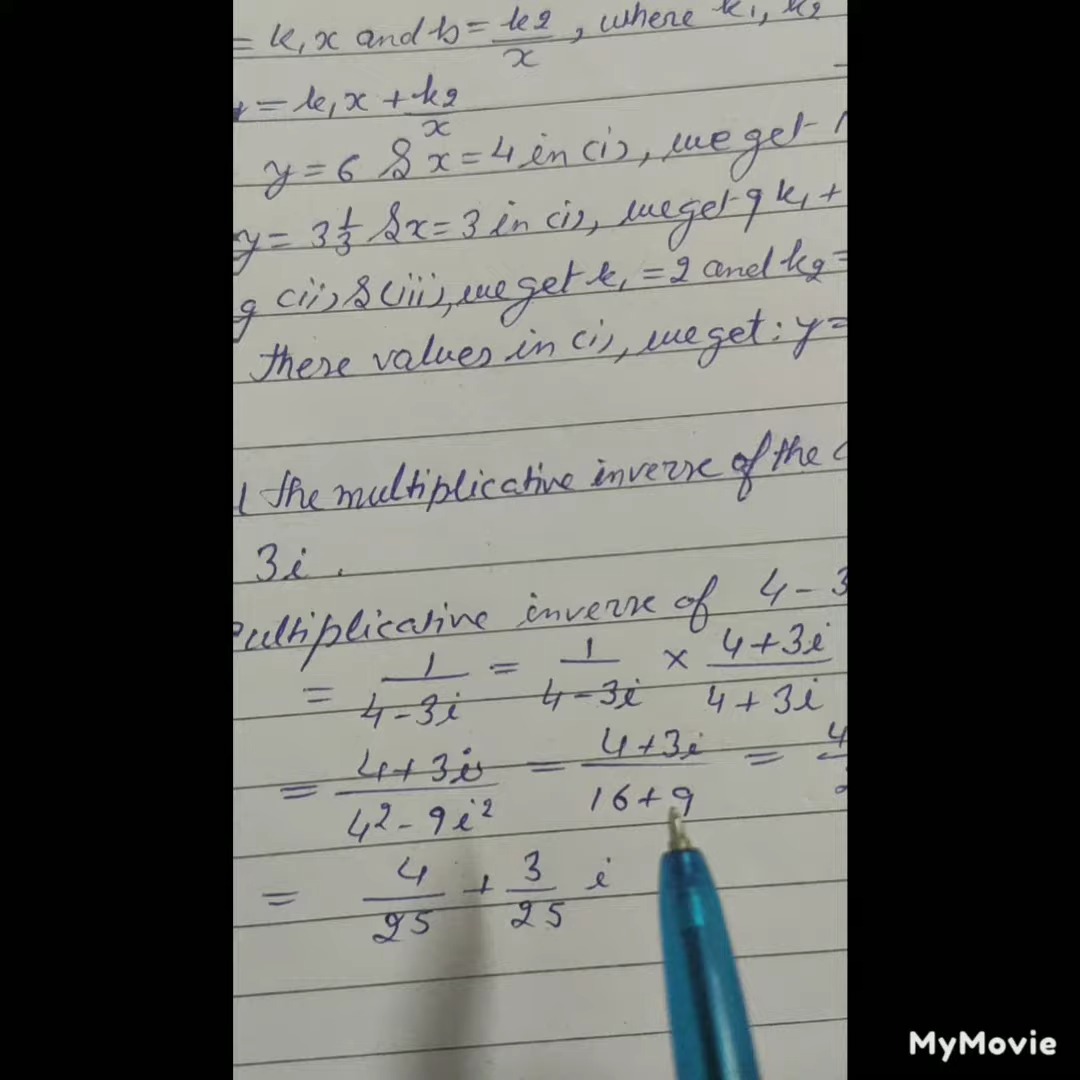 = k₁x and b = k2/x, where k₁, k₂
= k₁x + k2/x
y = 6 & x = 4 in (i), we get
y = 3 1/3 & x = 3 in (i), we get 9k₁ +
g (ii) & (iii), we get k₁ = 2 and k₂ =
these values in (i), we get : y =
the multiplicative inverse of the
3i .
multiplicative inverse of 4 - 3
= 1/(4-3i) = 1/(4-3i) × (4+3i)/(4+3i)
= (4+3i)/(4²-9i²) = (4+3i)/(16+9) = 4
= 4/25 + 3/25 i
MyMovie